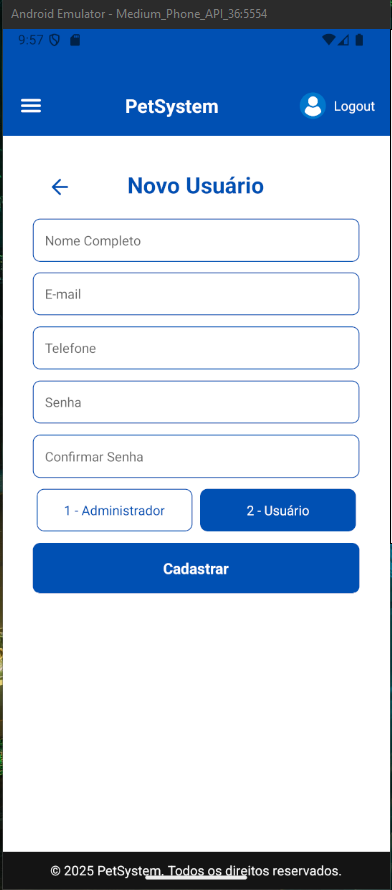 Android Emulator - Medium_Phone_API_36:5554
9:57
PetSystem
Logout
Novo Usuário
Nome Completo
E-mail
Telefone
Senha
Confirmar Senha
1 - Administrador
2 - Usuário
Cadastrar
© 2025 PetSystem. Todos os direitos reservados.